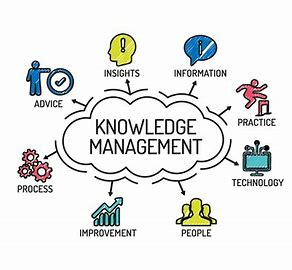 INSIGHTS
INFORMATION
ADVICE
PRACTICE
KNOWLEDGE
MANAGEMENT
PROCESS
TECHNOLOGY
IMPROVEMENT
PEOPLE